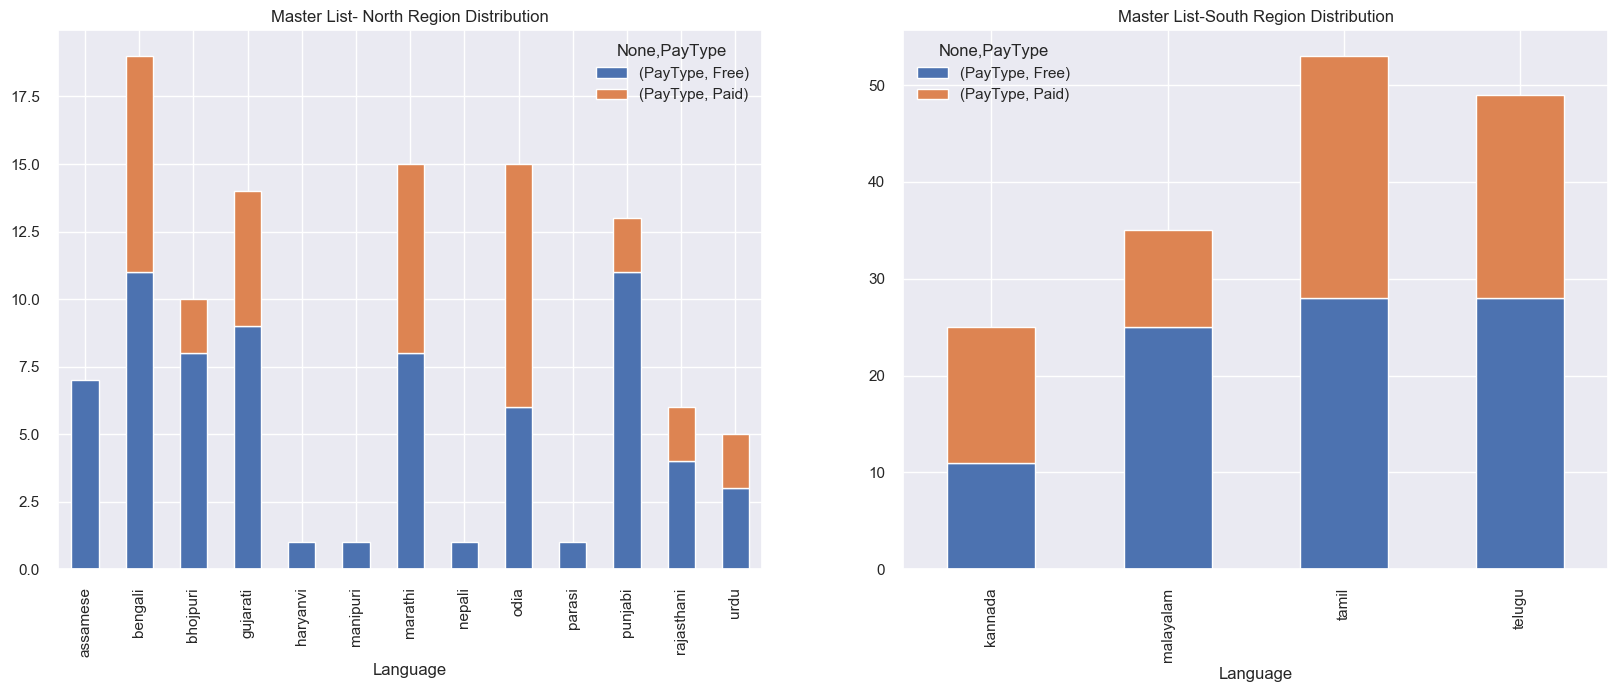 Master List- North Region Distribution
None,PayType
(PayType, Free)
(PayType, Paid)
17.5
15.0
12.5
10.0
7.5
5.0
2.5
0.0
assamese
bengali
bhojpuri
gujarati
haryanvi
manipuri
marathi
nepali
odia
parasi
punjabi
rajasthani
urdu
Language
Master List-South Region Distribution
None,PayType
(PayType, Free)
(PayType, Paid)
50
40
30
20
10
0
kannada
malayalam
tamil
telugu
Language